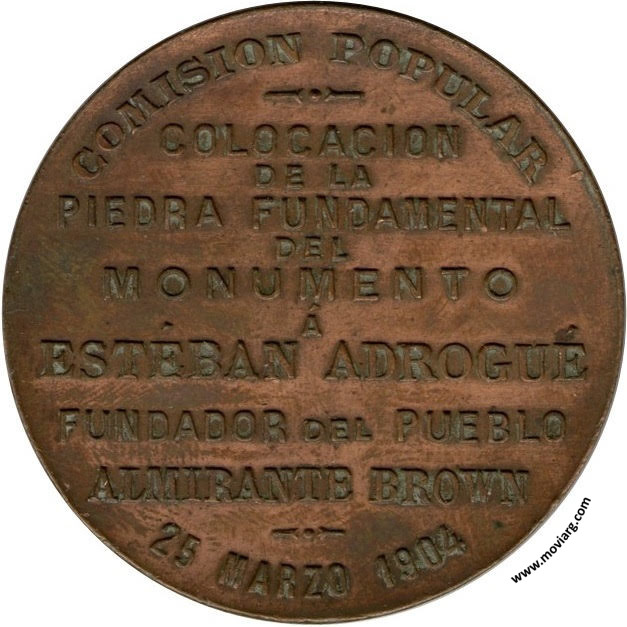 COMISION POPULAR
COLOCACION
DE LA
PIEDRA FUNDAMENTAL
DEL
MONUMENTO
Á
ESTÉBAN ADROGUÉ
FUNDADOR DEL PUEBLO
ALMIRANTE BROWN
25 MARZO 1904
www.moviarg.com